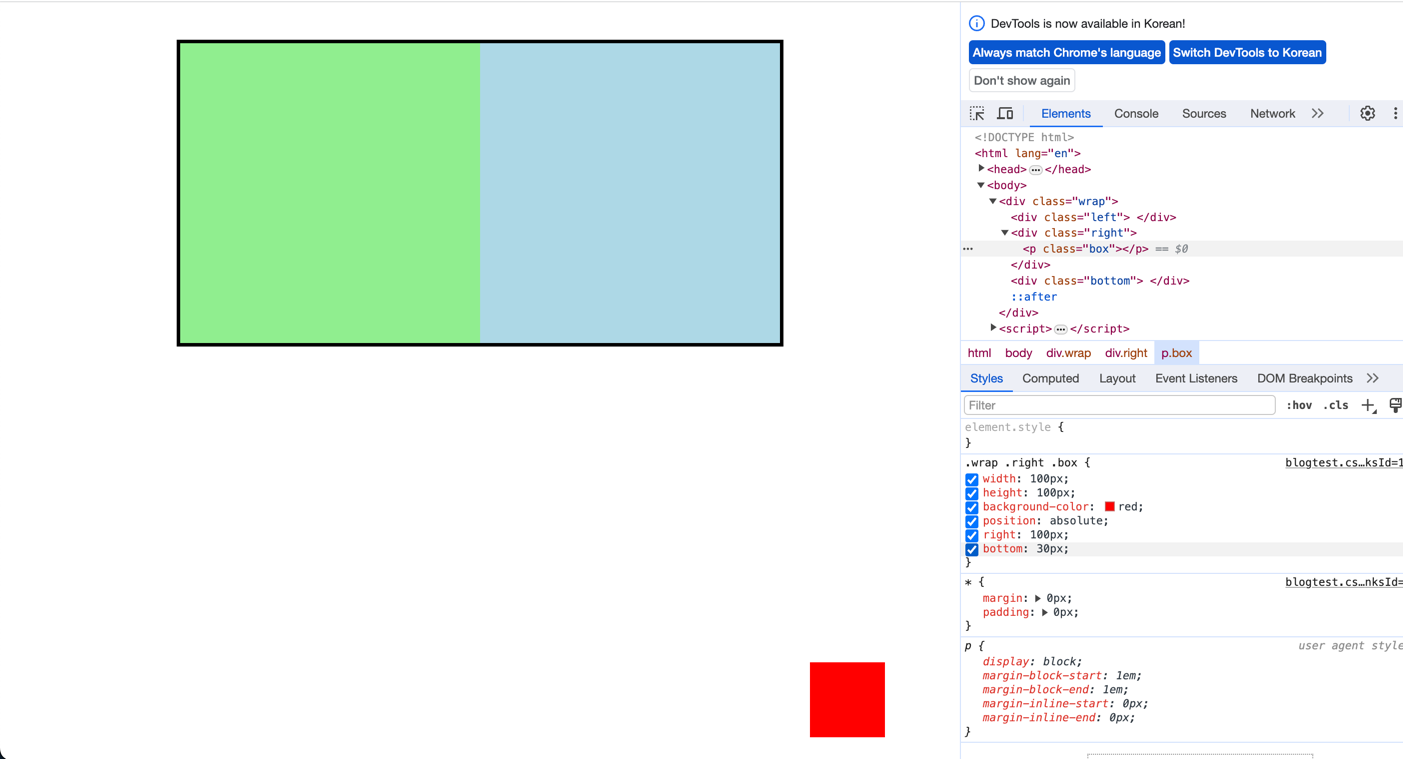 DevTools is now available in Korean!
Always match Chrome's language Switch DevTools to Korean
Don't show again
Elements Console Sources Network
<!DOCTYPE html>
<html lang="en">
<head> ••• </head>
<body>
<div class="wrap">
<div class="left"> </div>
<div class="right">
••• <p class="box"></p> == $0
</div>
<div class="bottom"> </div>
::after
</div>
<script> ••• </script>
html body div.wrap div.right p.box
Styles Computed Layout Event Listeners DOM Breakpoints
Filter :hov .cls
element.style {
}
.wrap .right .box { blogtest.cs…ksId=1
width: 100px;
height: 100px;
background-color: red;
position: absolute;
right: 100px;
bottom: 30px;
}
* { blogtest.cs…nksId=
margin: 0px;
padding: 0px;
}
p { user agent style
display: block;
margin-block-start: 1em;
margin-block-end: 1em;
margin-inline-start: 0px;
margin-inline-end: 0px;
}